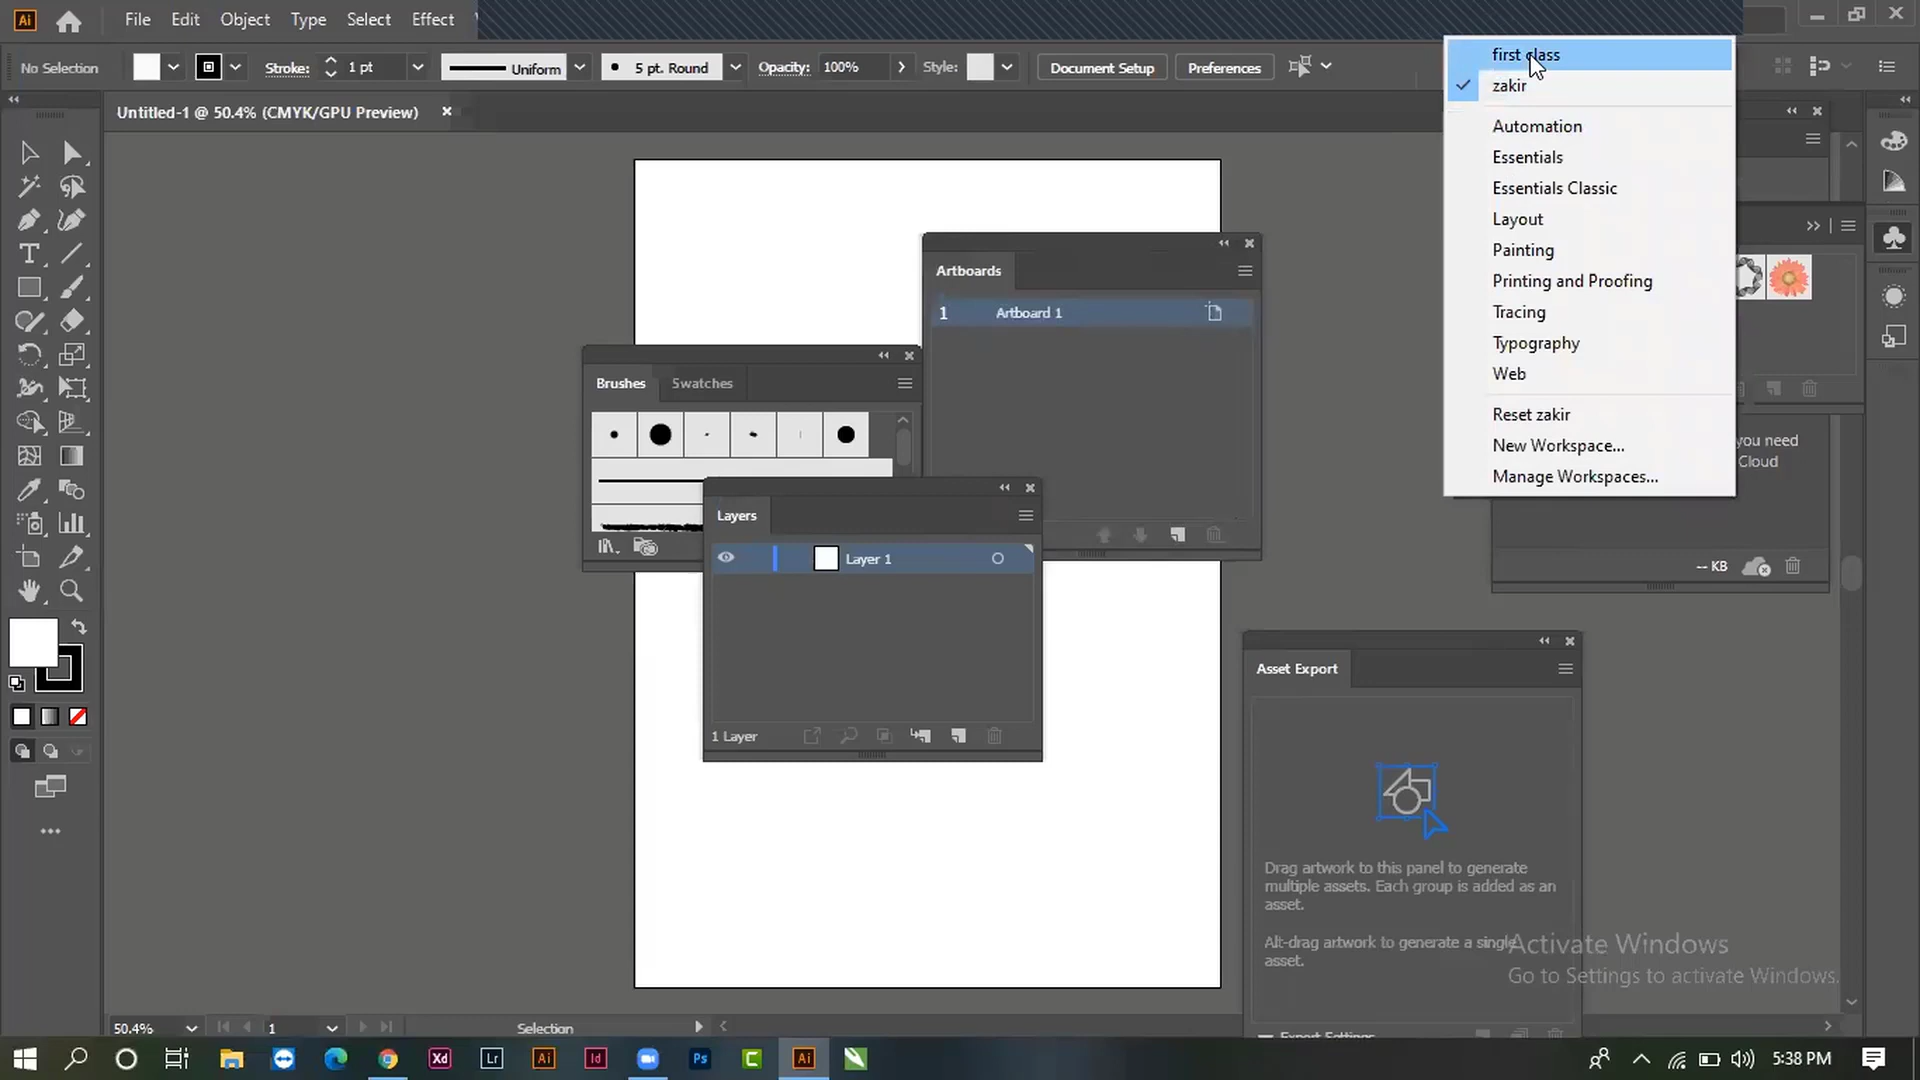 Ai File Edit Object Type Select Effect
No Selection Stroke: 1 pt Uniform 5 pt. Round Opacity: 100% Style: Document Setup Preferences
first class
zakir
Automation
Essentials
Essentials Classic
Layout
Painting
Printing and Proofing
Tracing
Typography
Web
Reset zakir
New Workspace...
Manage Workspaces...
Untitled-1 @ 50.4% (CMYK/GPU Preview)
Artboards
1 Artboard 1
Brushes Swatches
Layers
Layer 1
1 Layer
you need
Cloud
-- KB
Asset Export
Drag artwork to this panel to generate
multiple assets. Each group is added as an
asset.
Alt-drag artwork to generate a single
asset.
Export Settings
Activate Windows
Go to Settings to activate Windows.
50.4% 1 Selection
Xd Lr Ai Id Ps C Ai 5:38 PM